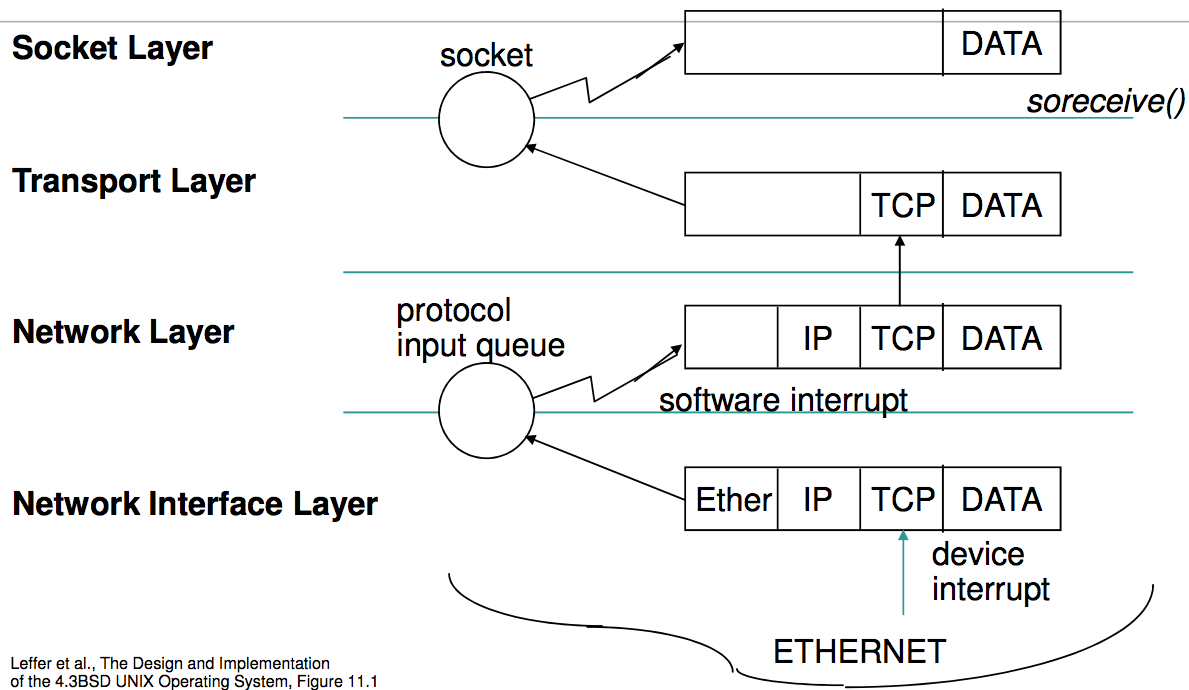 Socket Layer
socket
DATA
soreceive()
Transport Layer
TCP DATA
protocol
input queue
Network Layer
IP TCP DATA
software interrupt
Network Interface Layer
Ether IP TCP DATA
device
interrupt
ETHERNET
Leffer et al., The Design and Implementation
of the 4.3BSD UNIX Operating System, Figure 11.1